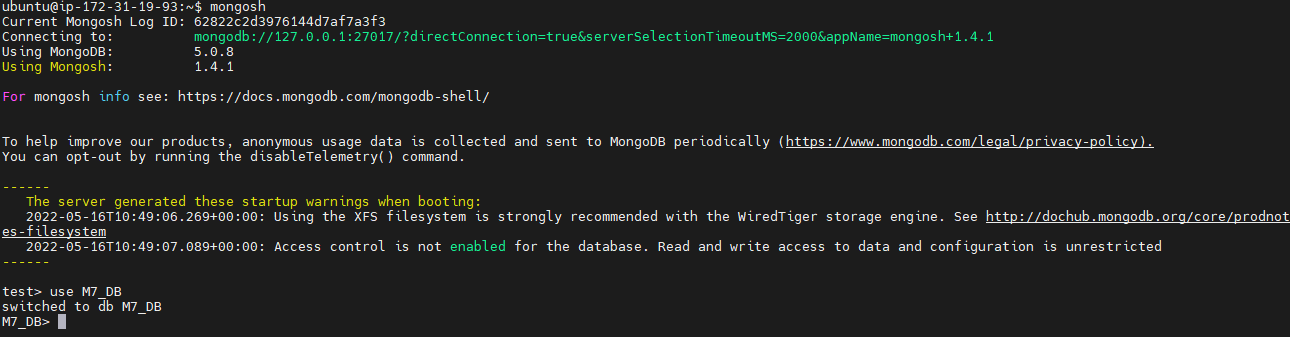 ubuntu@ip-172-31-19-93:~$ mongosh
Current Mongosh Log ID: 62822c2d3976144d7af7a3f3
Connecting to:          mongodb://127.0.0.1:27017/?directConnection=true&serverSelectionTimeoutMS=2000&appName=mongosh+1.4.1
Using MongoDB:          5.0.8
Using Mongosh:          1.4.1
For mongosh info see: https://docs.mongodb.com/mongodb-shell/
To help improve our products, anonymous usage data is collected and sent to MongoDB periodically (https://www.mongodb.com/legal/privacy-policy).
You can opt-out by running the disableTelemetry() command.
------
   The server generated these startup warnings when booting:
   2022-05-16T10:49:06.269+00:00: Using the XFS filesystem is strongly recommended with the WiredTiger storage engine. See http://dochub.mongodb.org/core/prodnot
es-filesystem
   2022-05-16T10:49:07.089+00:00: Access control is not enabled for the database. Read and write access to data and configuration is unrestricted
------
test> use M7_DB
switched to db M7_DB
M7_DB>